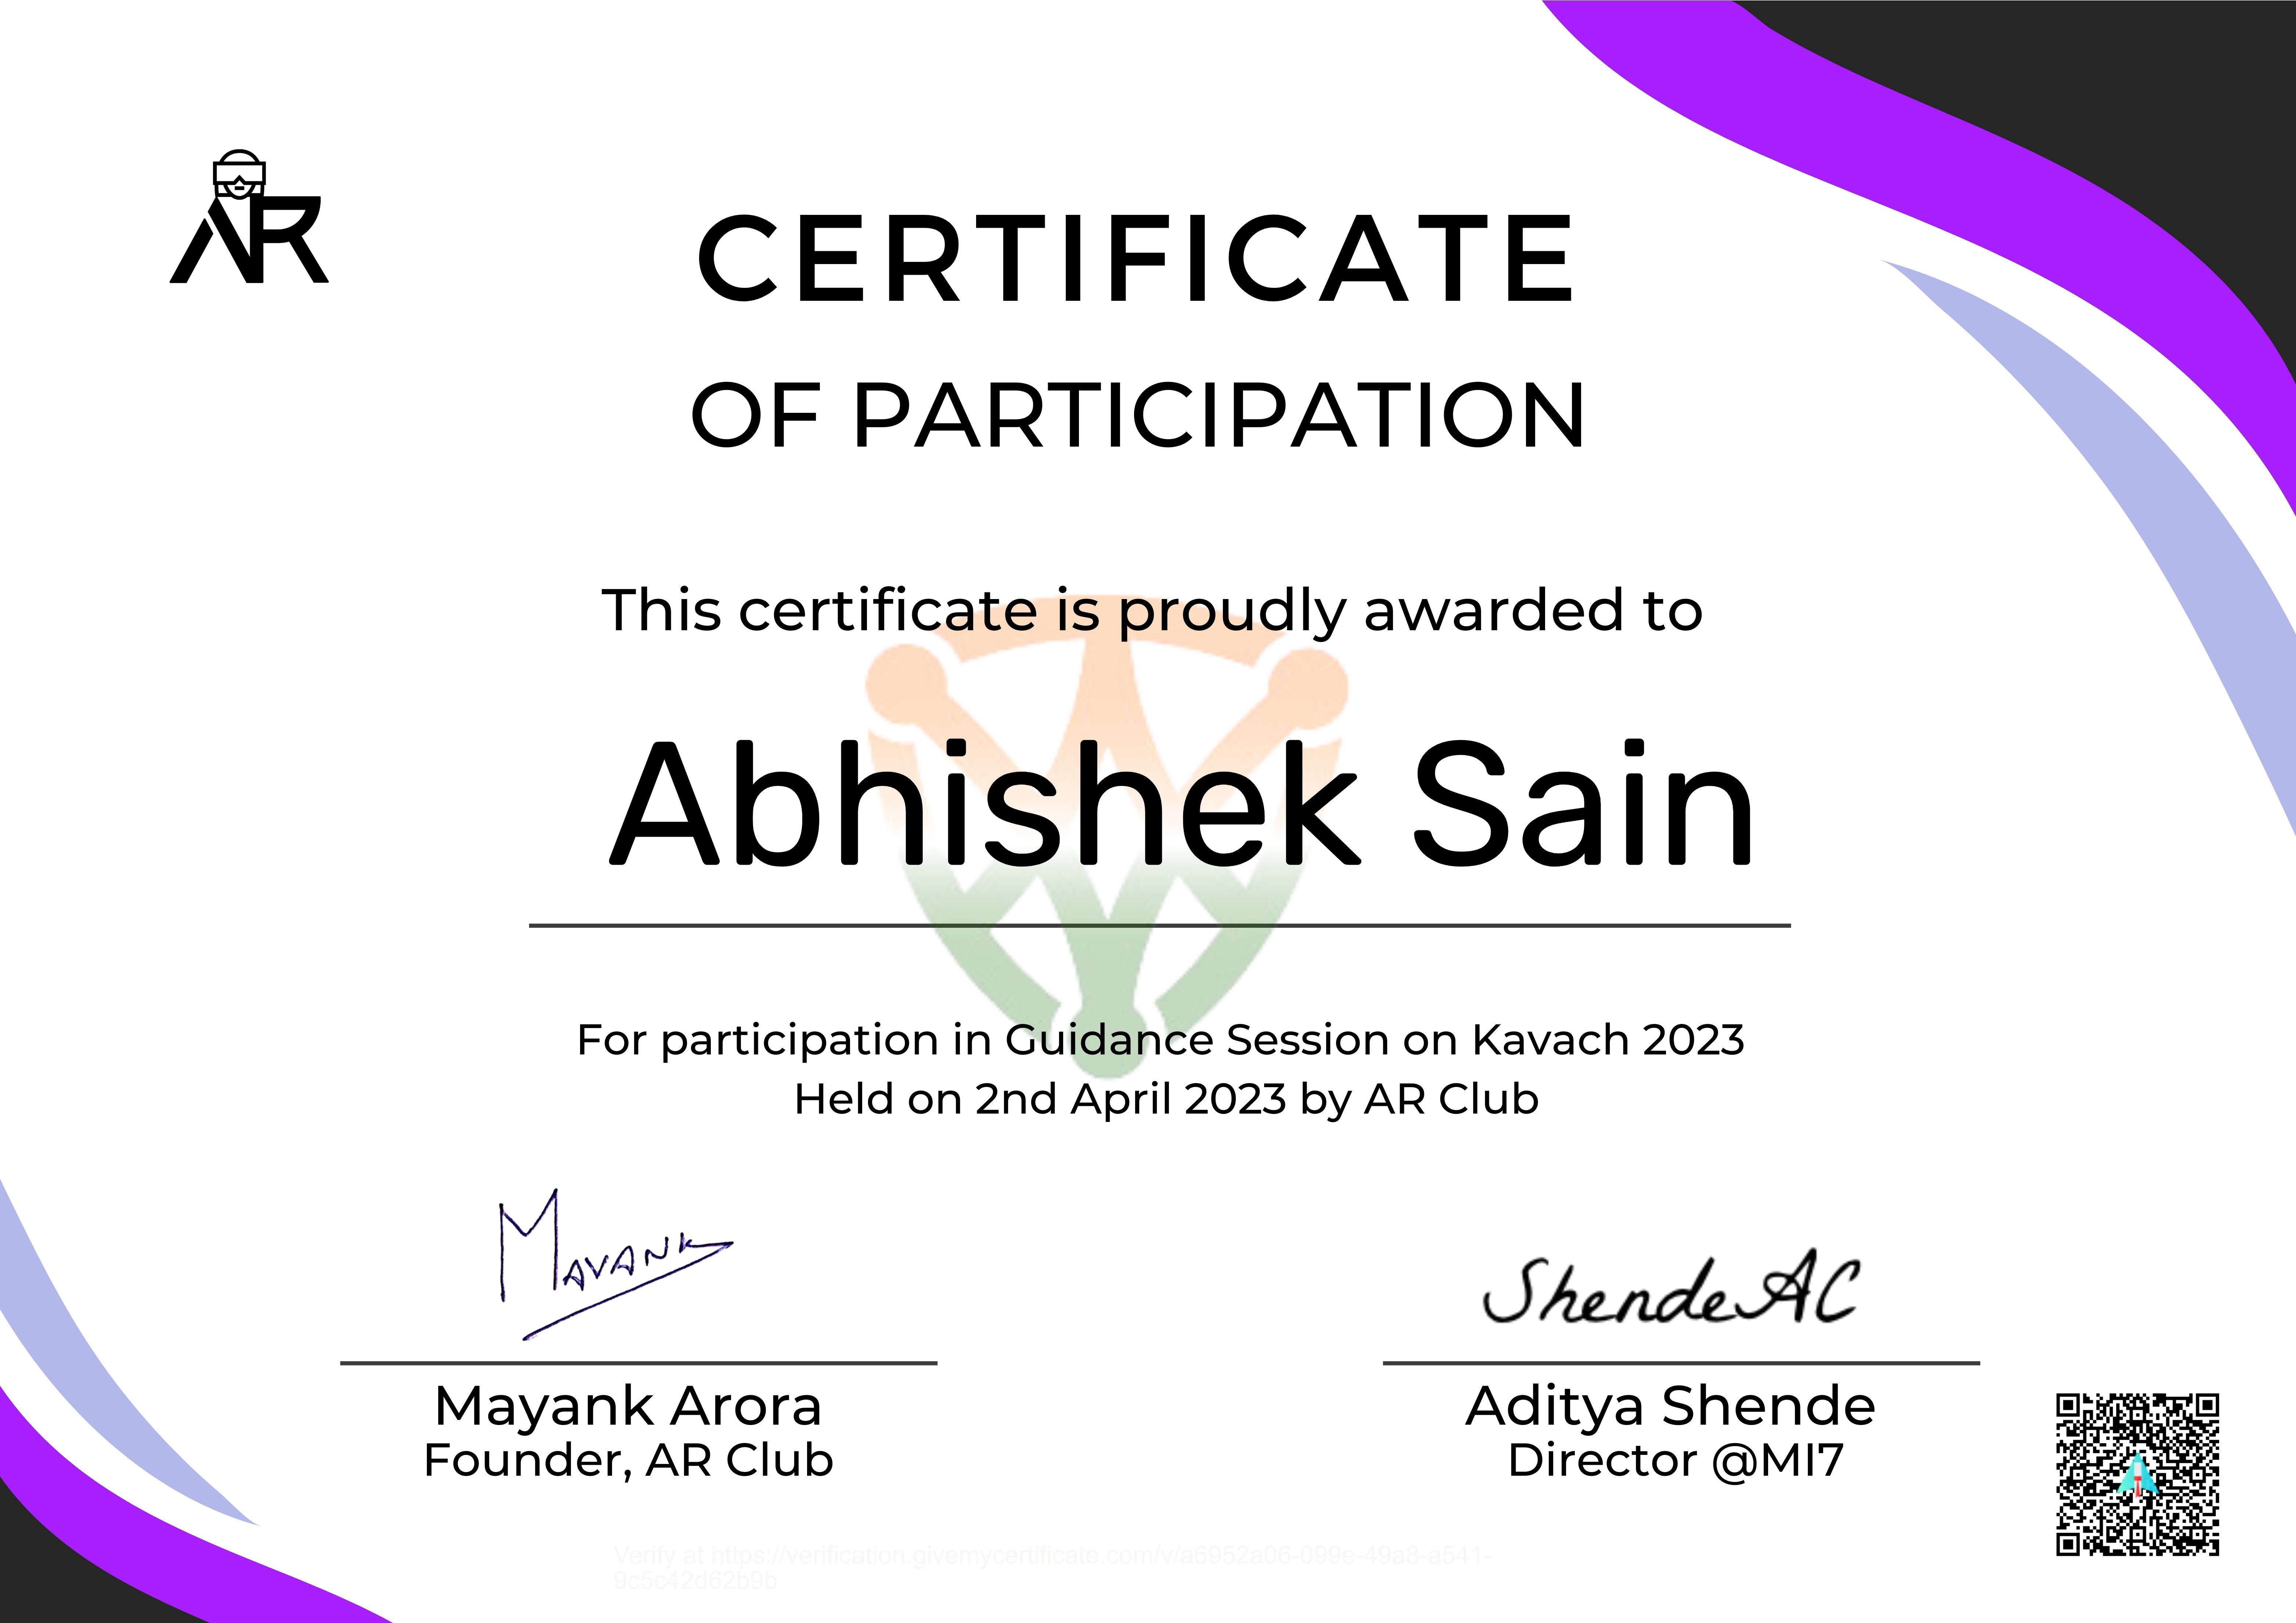 AR
CERTIFICATE
OF PARTICIPATION
This certificate is proudly awarded to
Abhishek Sain
For participation in Guidance Session on Kavach 2023
Held on 2nd April 2023 by AR Club
MAYANK
ShendeAC
Mayank Arora
Founder, AR Club
Aditya Shende
Director @MI7
Verify at https://verification.givemycertificate.com/v/a6952a06-099e-49a8-a541-
9c5c42d62b9b